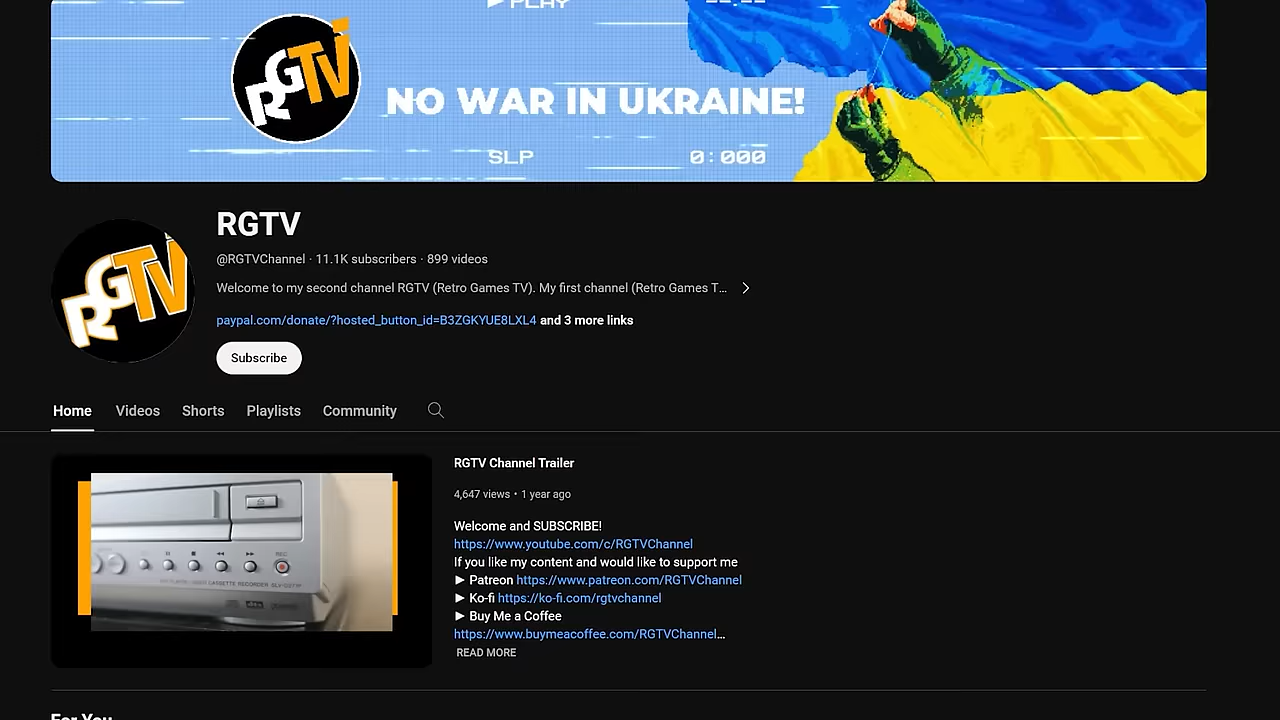 PLAY
RGTV
NO WAR IN UKRAINE!
SLP
0:000
RGTV
RGTV
@RGTVChannel · 11.1K subscribers · 899 videos
Welcome to my second channel RGTV (Retro Games TV). My first channel (Retro Games T...
paypal.com/donate/?hosted_button_id=B3ZGKYUE8LXL4 and 3 more links
Subscribe
Home Videos Shorts Playlists Community
RGTV Channel Trailer
4,647 views • 1 year ago
Welcome and SUBSCRIBE!
https://www.youtube.com/c/RGTVChannel
If you like my content and would like to support me
► Patreon https://www.patreon.com/RGTVChannel
► Ko-fi https://ko-fi.com/rgtvchannel
► Buy Me a Coffee
https://www.buymeacoffee.com/RGTVChannel...
READ MORE
REC
CASSETTE RECORDER
For You